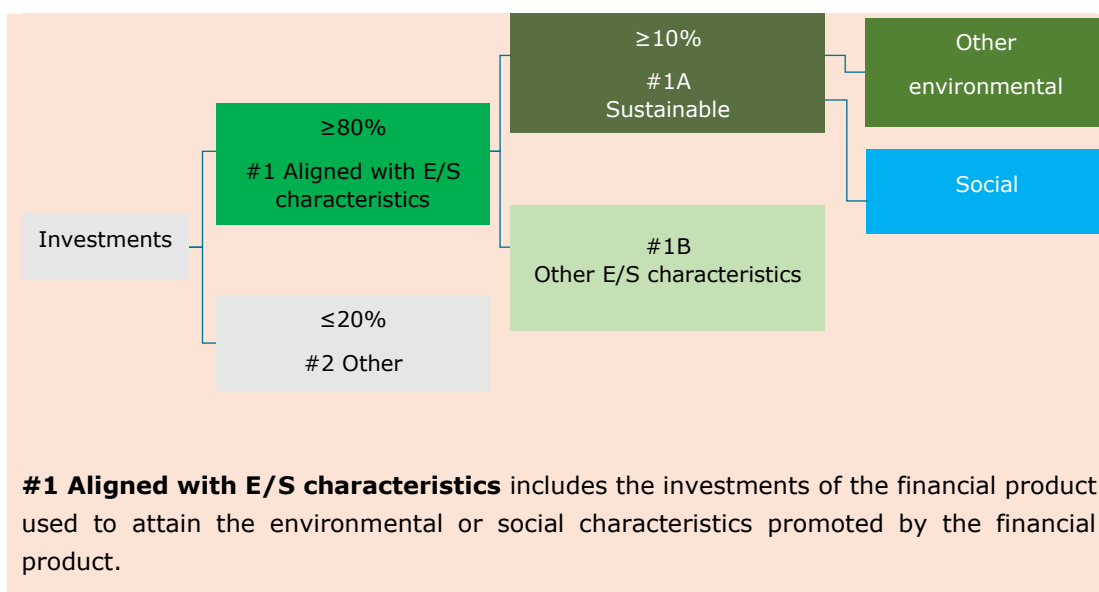 Investments
≥80%
#1 Aligned with E/S
characteristics
≤20%
#2 Other
≥10%
#1A
Sustainable
#1B
Other E/S characteristics
Other
environmental
Social
#1 Aligned with E/S characteristics includes the investments of the financial product
used to attain the environmental or social characteristics promoted by the financial
product.